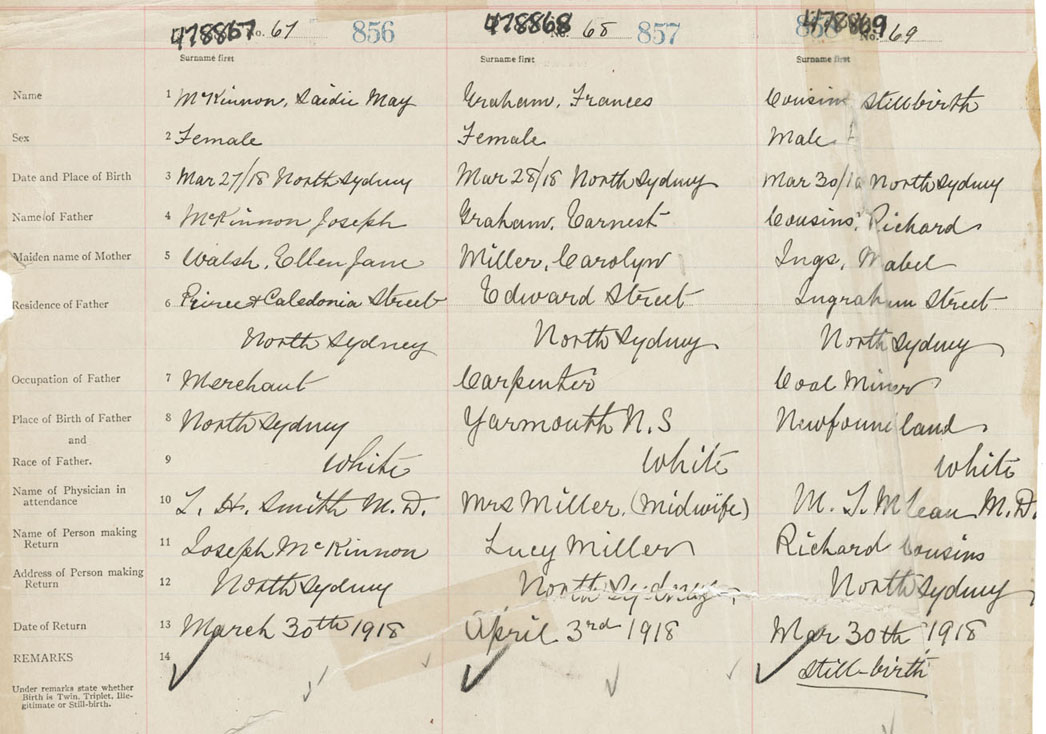 478867 No. 67 856 478868 No. 68 857 478869 No. 69
Surname first Surname first Surname first
Name 1 McKinnon, Saidie May Graham, Frances Cousins Stillbirth
Sex 2 Female Female Male
Date and Place of Birth 3 Mar 27/18 North Sydney Mar 28/18 North Sydney Mar 30/18 North Sydney
Name of Father 4 McKinnon Joseph Graham, Earnest Cousins, Richard
Maiden name of Mother 5 Walsh, Ellen Jane Miller, Carolyn Ings, Mabel
Residence of Father 6 & Caledonia Street Edward Street Ingraham Street
North Sydney North Sydney North Sydney
Occupation of Father 7 Merchant Carpenter Coal Miner
Place of Birth of Father 8 North Sydney Yarmouth N.S Newfoundland
and
Race of Father. 9 White White White
Name of Physician in
attendance 10 L. H. Smith M.D. Mrs Miller, (Midwife) M. T. McLean M.D.
Name of Person making
Return 11 Joseph McKinnon Lucy Miller Richard Cousins
Address of Person making
Return 12 North Sydney North Sydney North Sydney
Date of Return 13 March 30th 1918 April 3rd 1918 Mar 30th 1918
REMARKS 14 Still-birth
Under remarks state whether
Birth is Twin, Triplet, Ille-
gitimate or Still-birth.